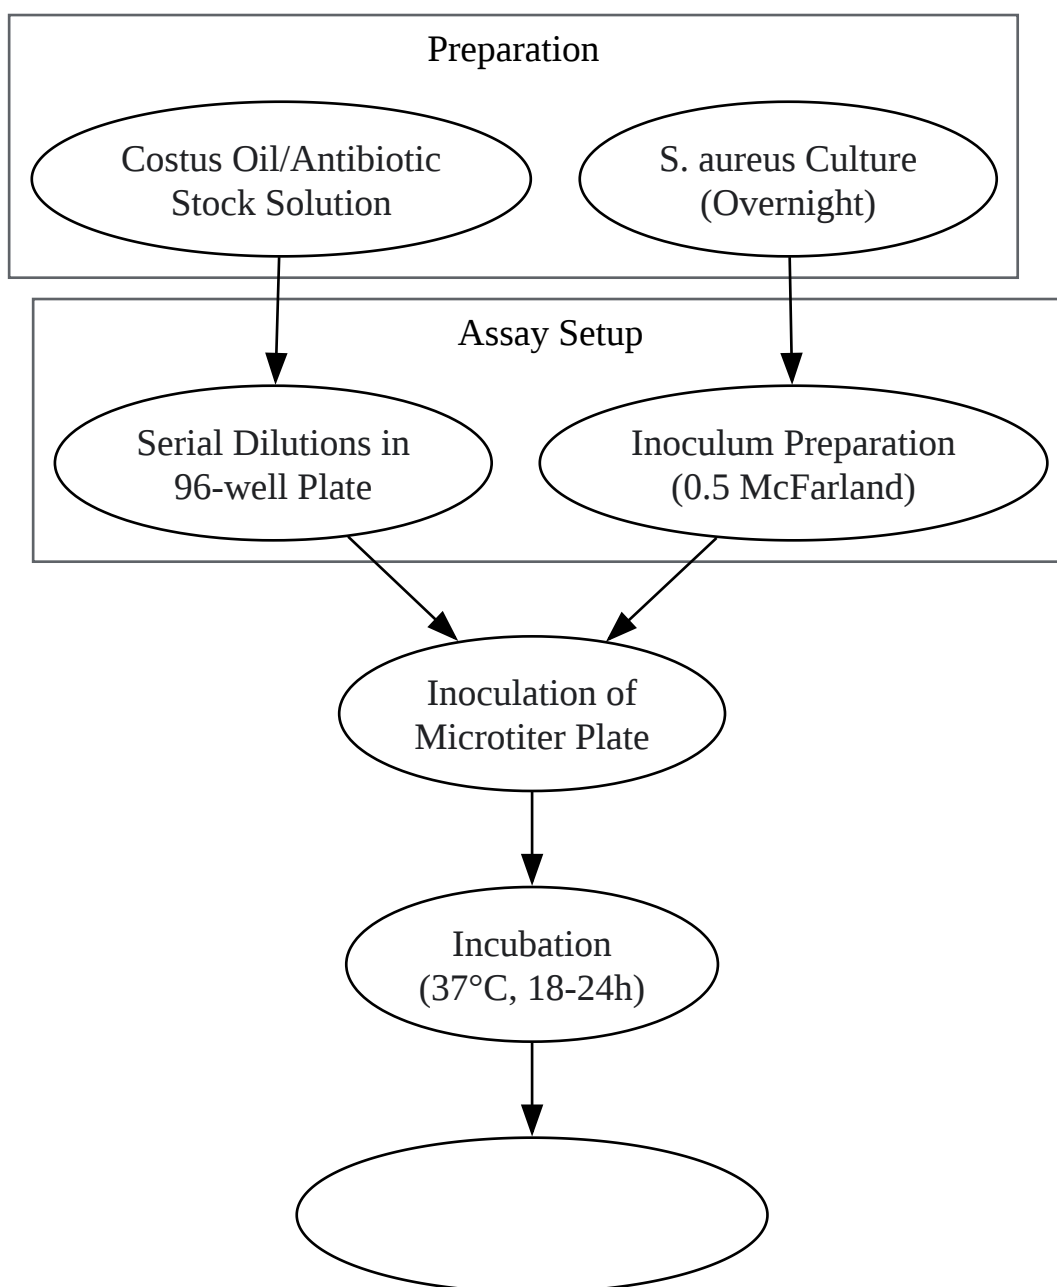 Preparation
Costus Oil/Antibiotic
Stock Solution
S. aureus Culture
(Overnight)
Assay Setup
Serial Dilutions in
96-well Plate
Inoculum Preparation
(0.5 McFarland)
Inoculation of
Microtiter Plate
Incubation
(37°C, 18-24h)